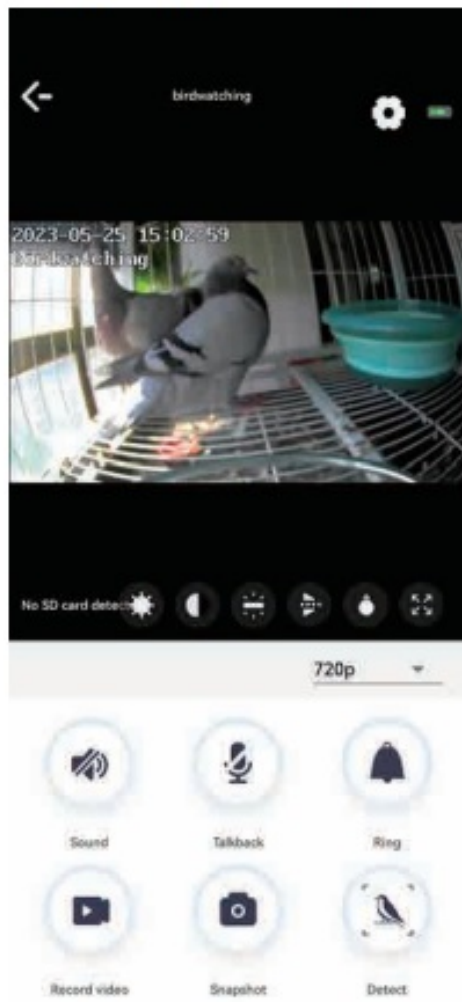 birdwatching
2023-05-25 15:02:59
birdwatching
No SD card detec
720p
Sound Talkback Ring
Record video Snapshot Detect